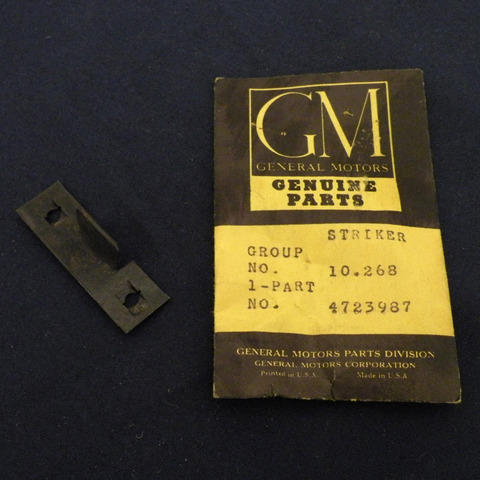 GM
GENERAL MOTORS
GENUINE
PARTS
STRIKER
GROUP
NO. 10.268
1-PART
NO. 4723987
GENERAL MOTORS PARTS DIVISION
GENERAL MOTORS CORPORATION
Printed in U.S.A. Made in U.S.A